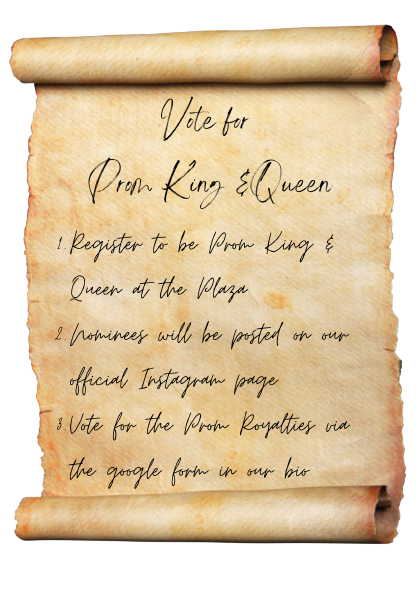 Vote for
Prom King & Queen
1. Register to be Prom King &
Queen at the Plaza
2. Nominees will be posted on our
official Instagram page
3. Vote for the Prom Royalties via
the google form in our bio